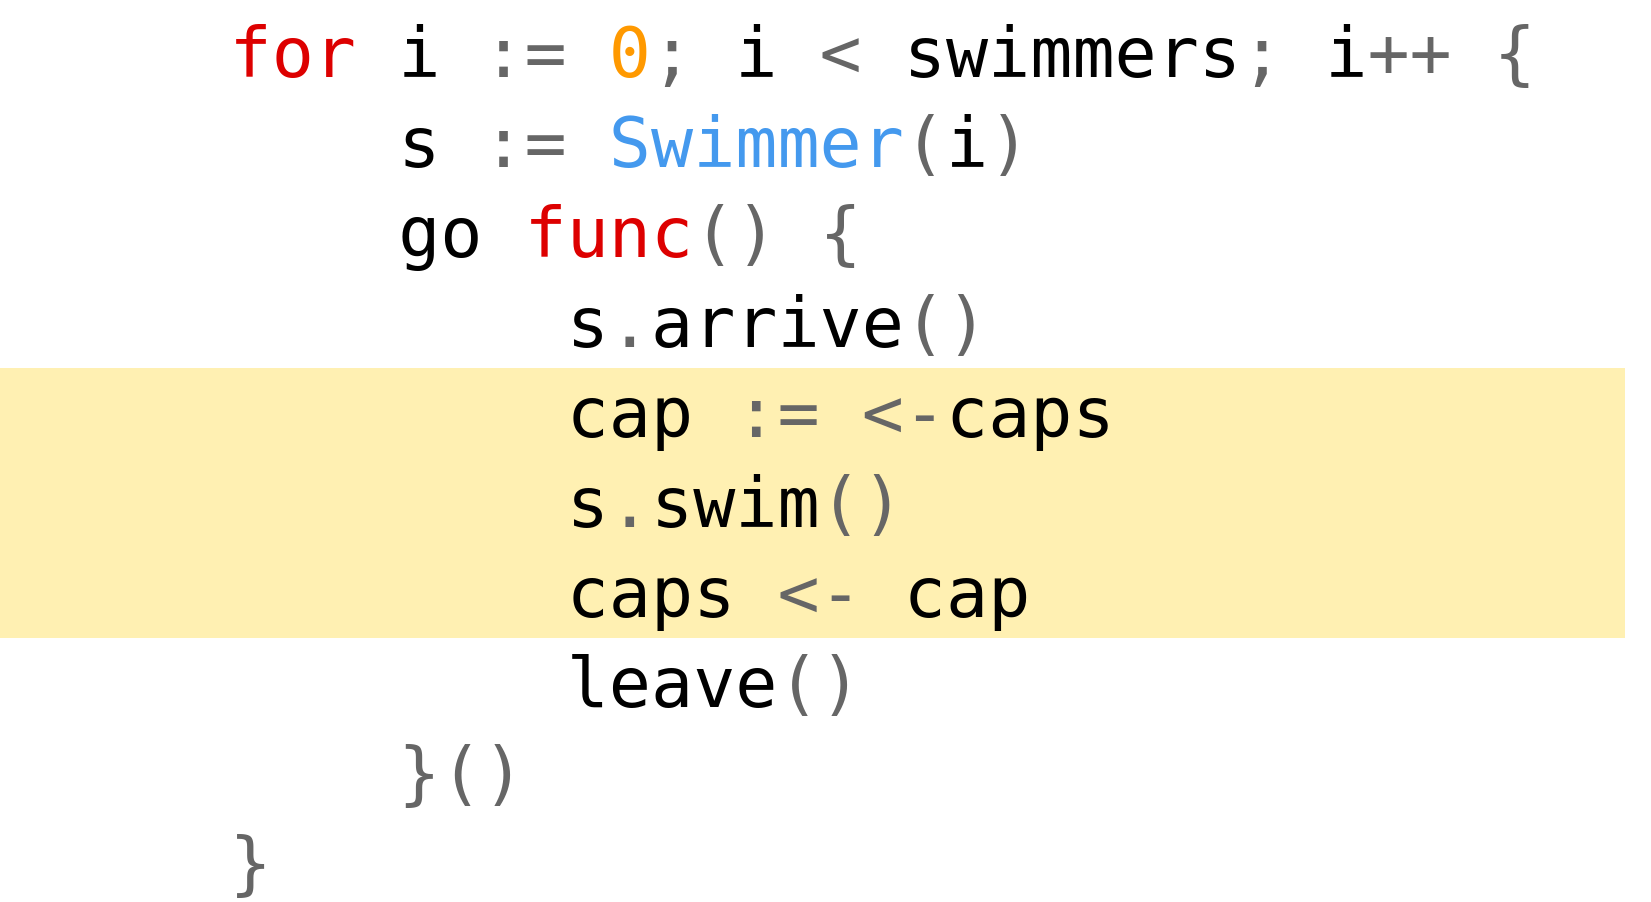 for i := 0; i < swimmers; i++ {
    s := Swimmer(i)
    go func() {
        s.arrive()
        cap := <-caps
        s.swim()
        caps <- cap
        leave()
    }()
}